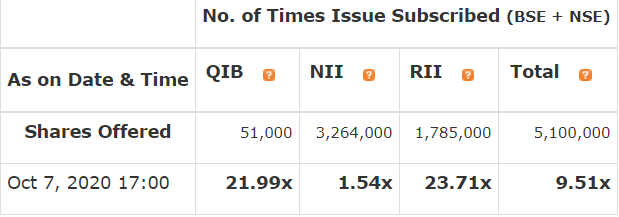 No. of Times Issue Subscribed (BSE + NSE)
As on Date & Time QIB ? NII ? RII ? Total ?
Shares Offered 51,000 3,264,000 1,785,000 5,100,000
Oct 7, 2020 17:00 21.99x 1.54x 23.71x 9.51x